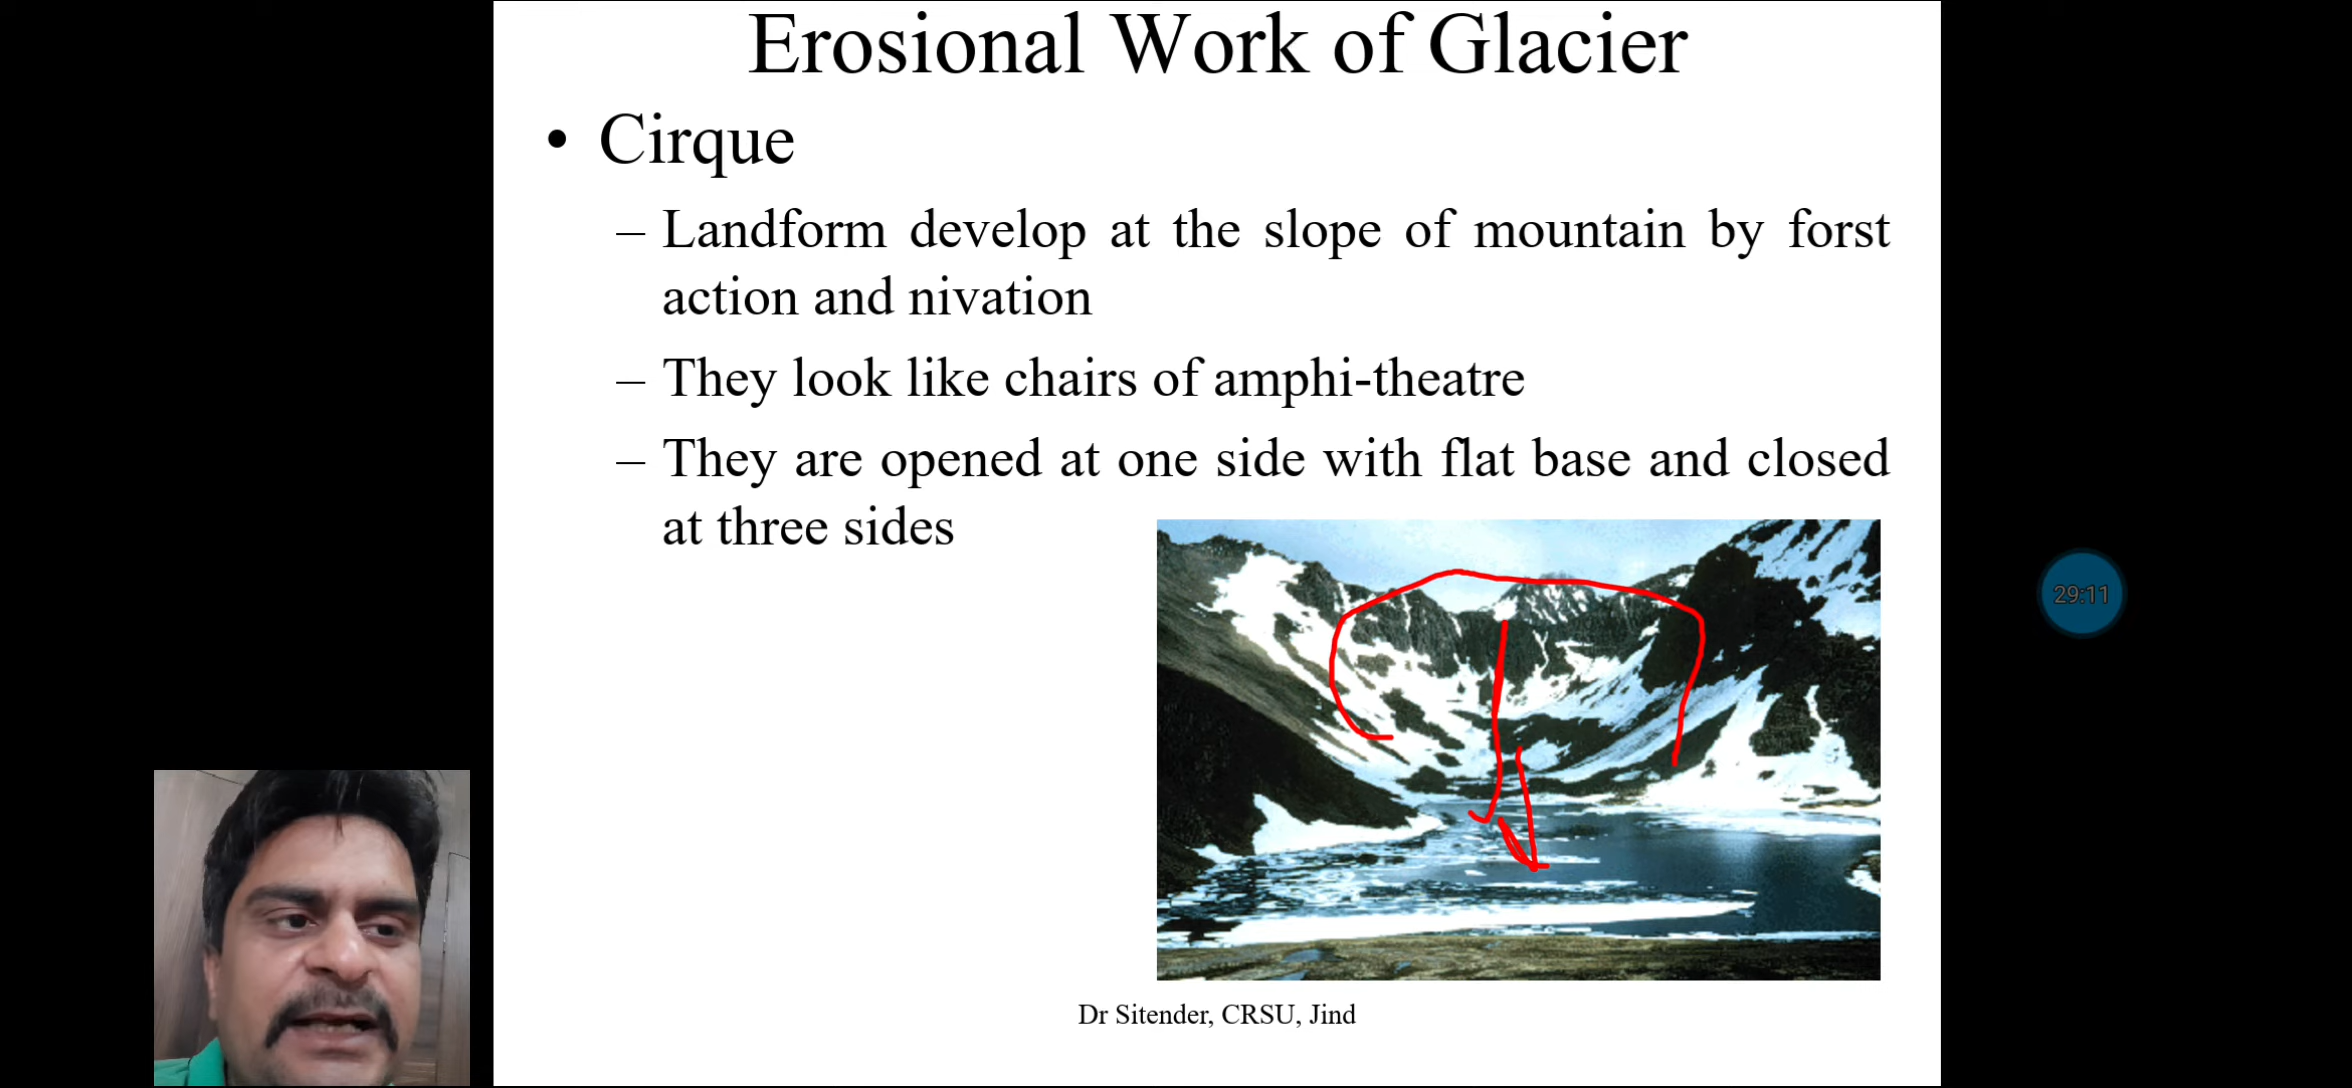 Erosional Work of Glacier
• Cirque
– Landform develop at the slope of mountain by forst
action and nivation
– They look like chairs of amphi-theatre
– They are opened at one side with flat base and closed
at three sides
29:11
Dr Sitender, CRSU, Jind